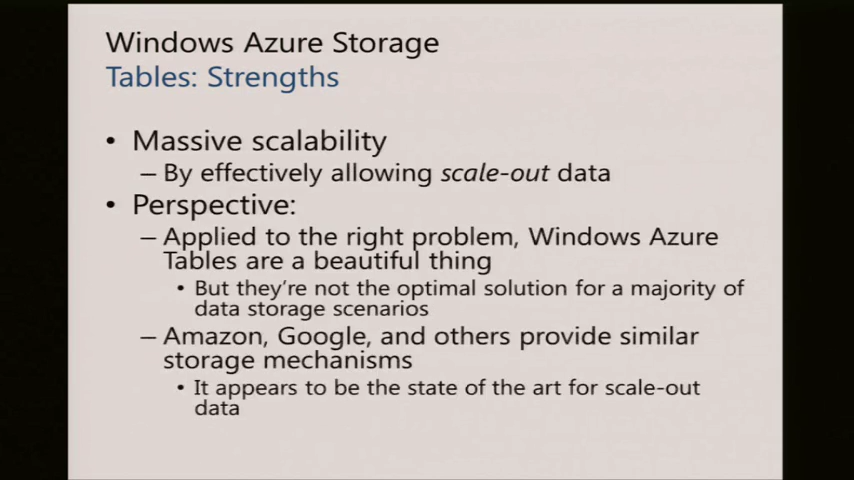 Windows Azure Storage
Tables: Strengths
• Massive scalability
– By effectively allowing scale-out data
• Perspective:
– Applied to the right problem, Windows Azure
Tables are a beautiful thing
• But they're not the optimal solution for a majority of
data storage scenarios
– Amazon, Google, and others provide similar
storage mechanisms
• It appears to be the state of the art for scale-out
data